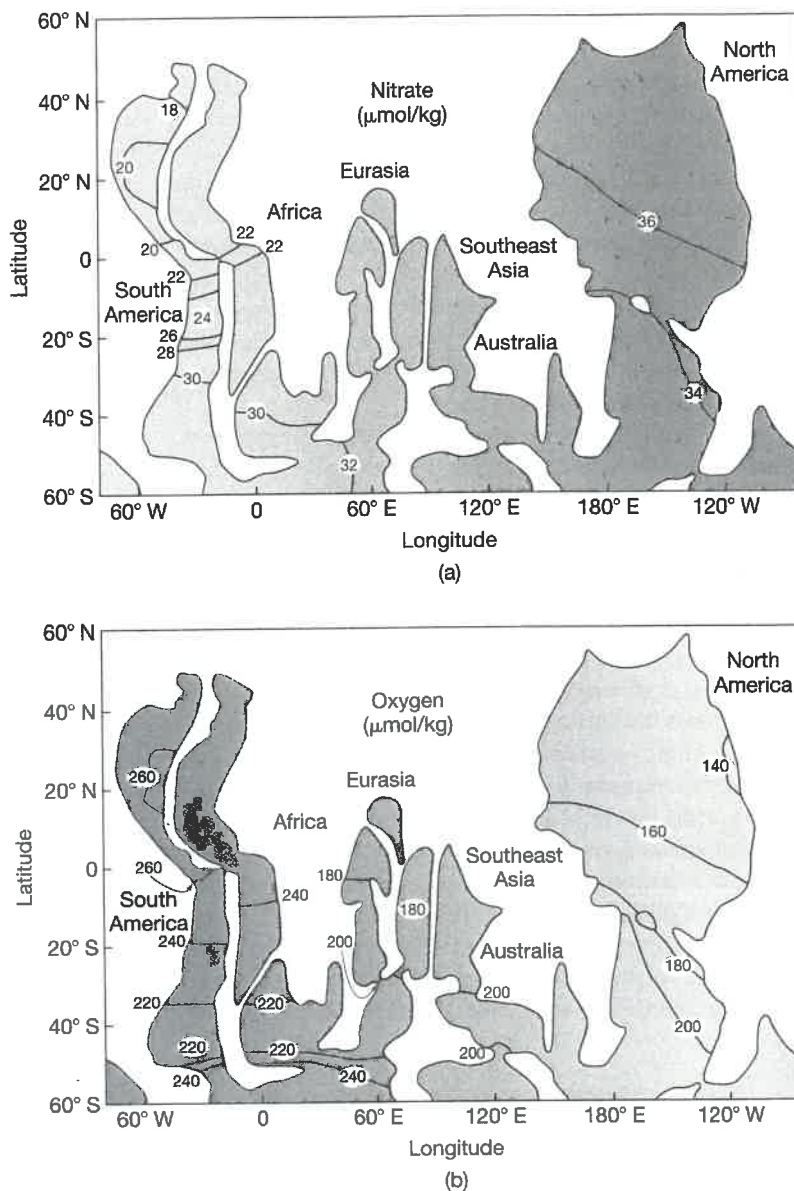 60° N
North
America
40° N
18
Nitrate
(μmol/kg)
20
Eurasia
20° N
Africa
22
36
Latitude
0
20
22
Southeast
Asia
22
South
America
24
20° S
26
28
Australia
30
30
34
40° S
32
60° S
60° W
0
60° E
120° E
180° E
120° W
Longitude
(a)
60° N
North
America
40° N
Oxygen
(μmol/kg)
140
260
20° N
Eurasia
Africa
160
Latitude
0
260
180
Southeast
Asia
South
America
240
180
20° S
240
200
Australia
180
220
220
200
200
40° S
220
220
200
240
240
60° S
60° W
0
60° E
120° E
180° E
120° W
Longitude
(b)